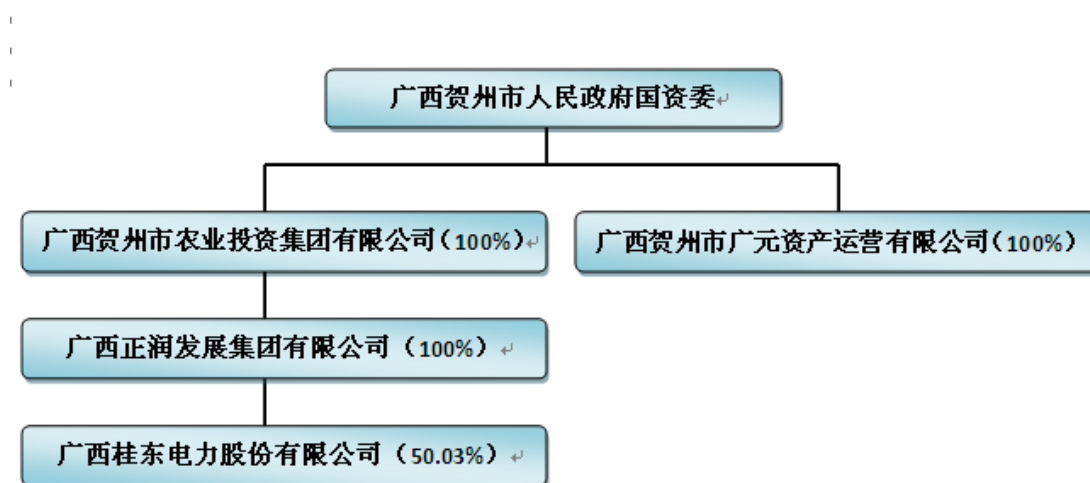 广西贺州市人民政府国资委
广西贺州市农业投资集团有限公司(100%)
广西贺州市广元资产运营有限公司(100%)
广西正润发展集团有限公司（100%）
广西桂东电力股份有限公司（50.03%）